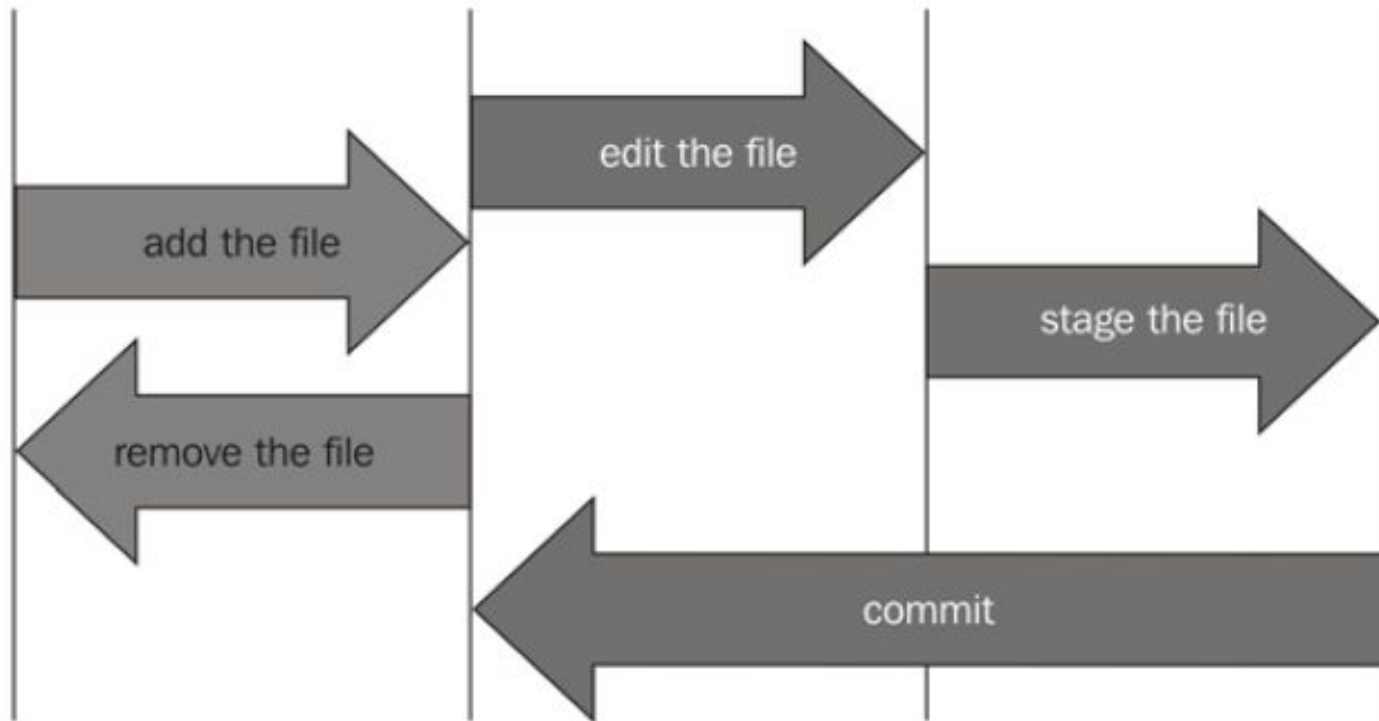 edit the file
add the file
stage the file
remove the file
commit